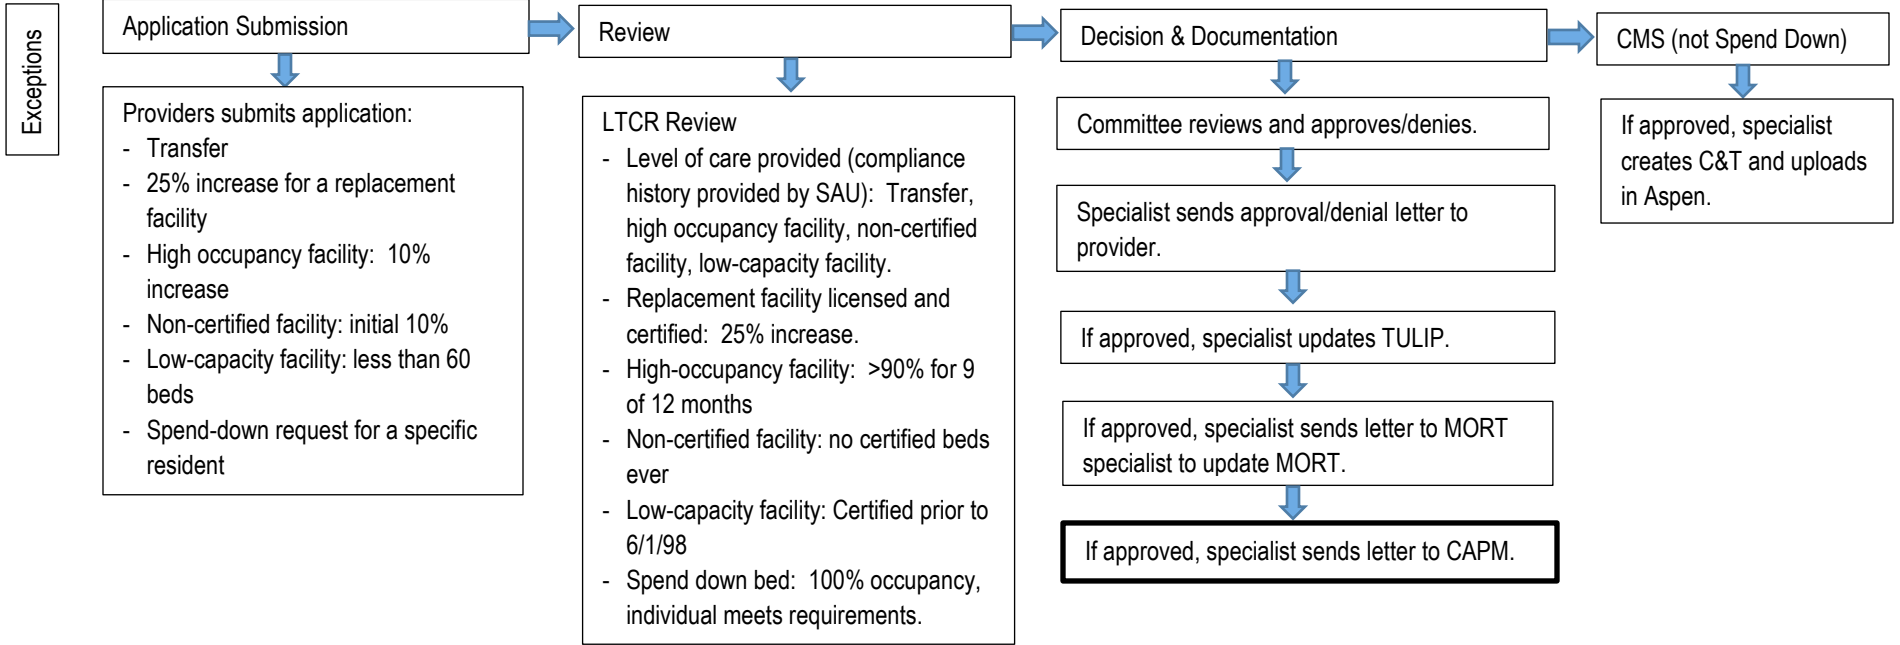 Exceptions
Application Submission
Providers submits application:
- Transfer
- 25% increase for a replacement
facility
- High occupancy facility: 10%
increase
- Non-certified facility: initial 10%
- Low-capacity facility: less than 60
beds
- Spend-down request for a specific
resident
Review
LTCR Review
- Level of care provided (compliance
history provided by SAU): Transfer,
high occupancy facility, non-certified
facility, low-capacity facility.
- Replacement facility licensed and
certified: 25% increase.
- High-occupancy facility: >90% for 9
of 12 months
- Non-certified facility: no certified beds
ever
- Low-capacity facility: Certified prior to
6/1/98
- Spend down bed: 100% occupancy,
individual meets requirements.
Decision & Documentation
Committee reviews and approves/denies.
Specialist sends approval/denial letter to
provider.
If approved, specialist updates TULIP.
If approved, specialist sends letter to MORT
specialist to update MORT.
If approved, specialist sends letter to CAPM.
CMS (not Spend Down)
If approved, specialist
creates C&T and uploads
in Aspen.